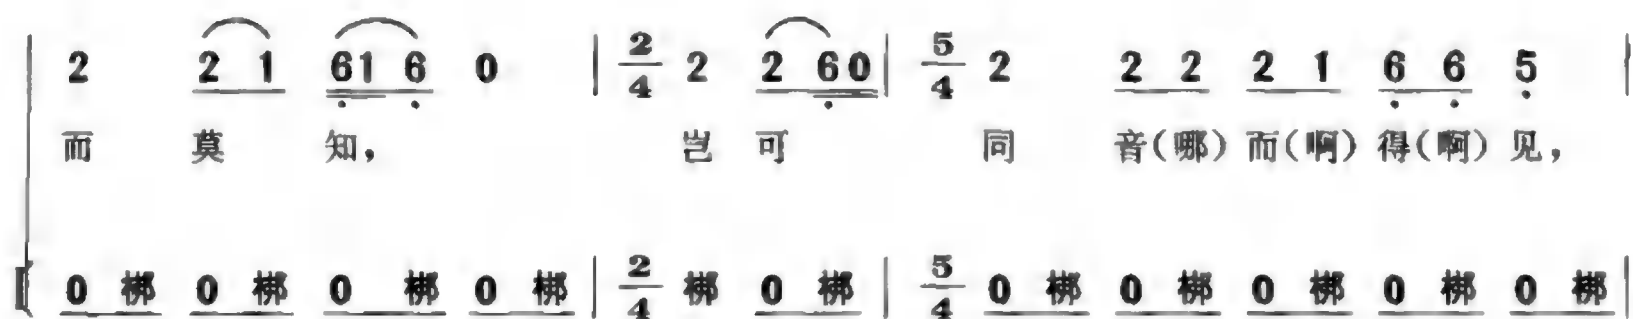 2 2 1 61 6 0 | 2/4 2 2 60 | 5/4 2 2 2 2 1 6 6 5 |
而 莫 知， 岂 可 同 音（哪）而（啊）得（啊）见，
0 梆 0 梆 0 梆 0 梆 | 2/4 梆 0 梆 | 5/4 0 梆 0 梆 0 梆 0 梆 0 梆 |